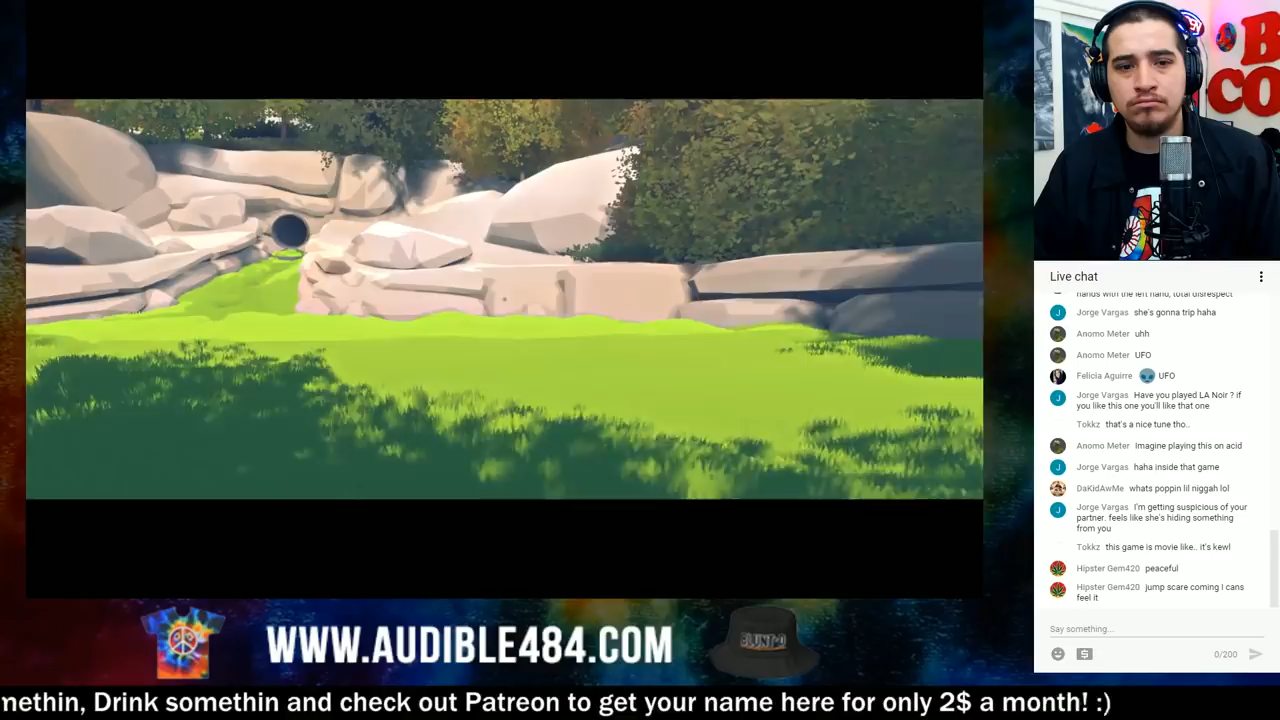 B
CO
Live chat
hands with the left hand, total disrespect
Jorge Vargas she's gonna trip haha
Anomo Meter uhh
Anomo Meter UFO
Felicia Aguirre UFO
Jorge Vargas Have you played LA Noir ? if
you like this one you'll like that one
Tokkz that's a nice tune tho..
Anomo Meter Imagine playing this on acid
Jorge Vargas haha inside that game
DaKidAwMe whats poppin lil niggah lol
Jorge Vargas I'm getting suspicious of your
partner. feels like she's hiding something
from you
Tokkz this game is movie like.. it's kewl
Hipster Gem420 peaceful
Hipster Gem420 jump scare coming I cans
feel it
Say something...
0/200
WWW.AUDIBLE484.COM
methin, Drink somethin and check out Patreon to get your name here for only 2$ a month! :)